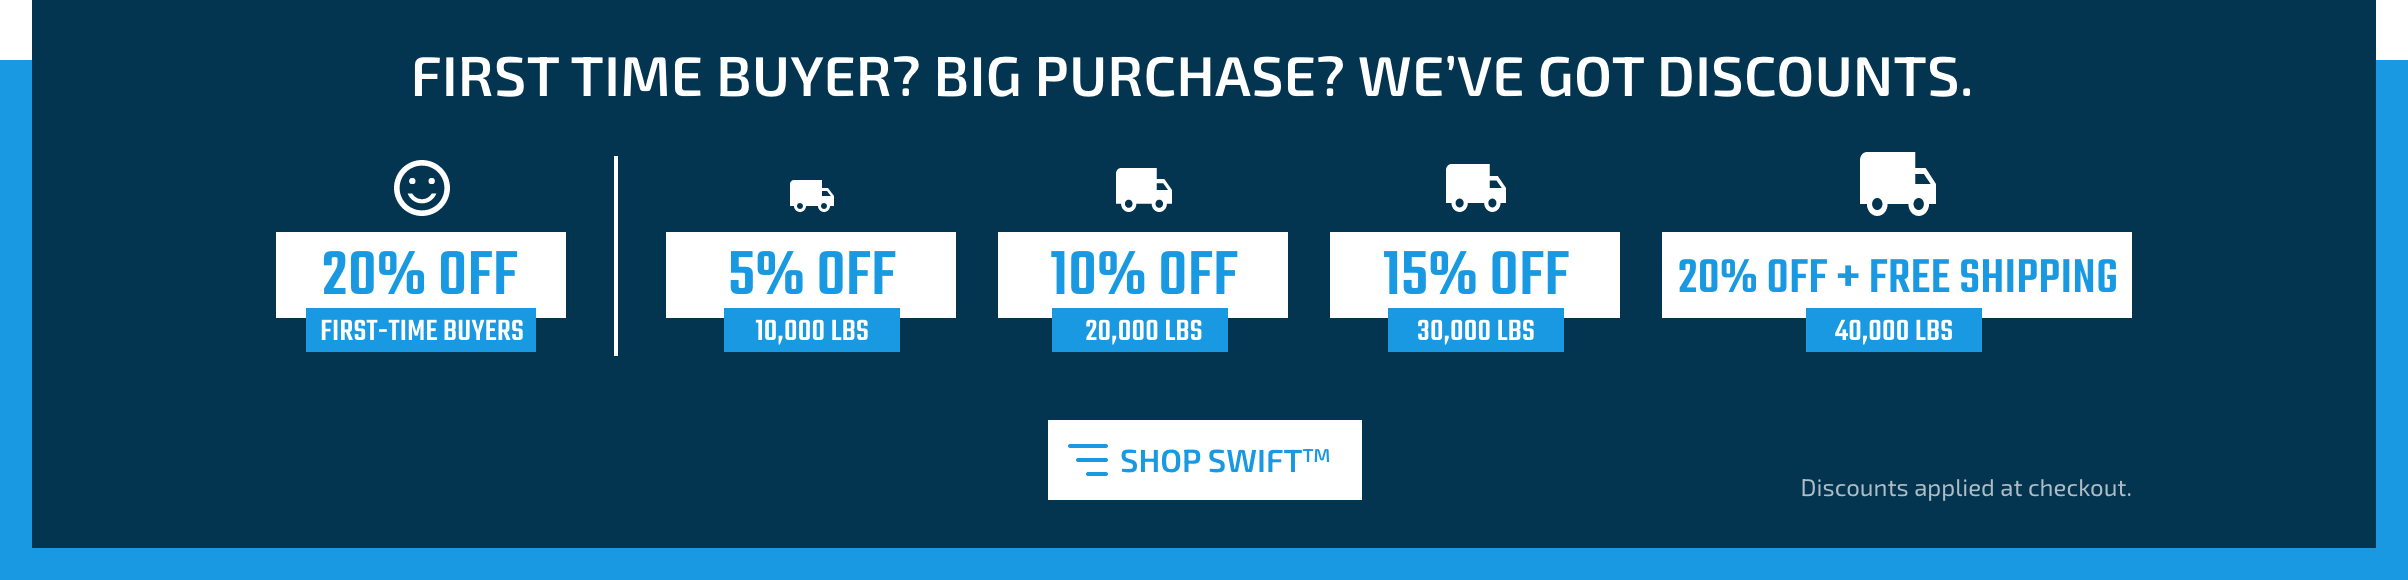 FIRST TIME BUYER? BIG PURCHASE? WE’VE GOT DISCOUNTS.
20% OFF
FIRST-TIME BUYERS
5% OFF
10,000 LBS
10% OFF
20,000 LBS
15% OFF
30,000 LBS
20% OFF + FREE SHIPPING
40,000 LBS
SHOP SWIFT™
Discounts applied at checkout.